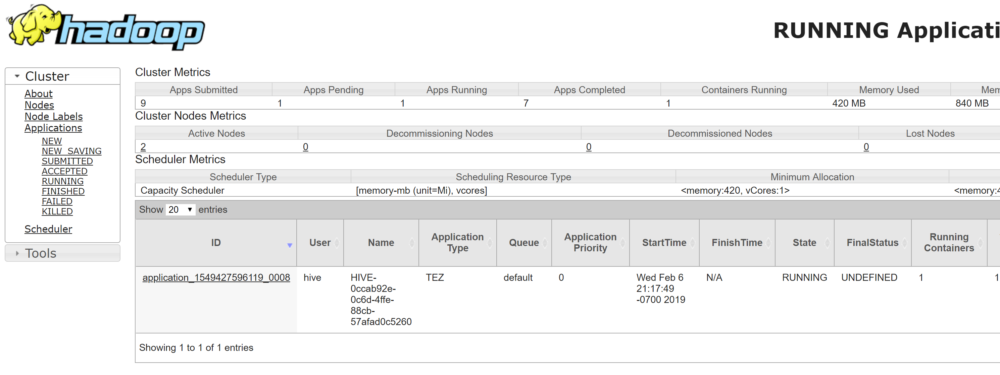 hadoop
RUNNING Applicati
Cluster
About
Nodes
Node Labels
Applications
NEW
NEW_SAVING
SUBMITTED
ACCEPTED
RUNNING
FINISHED
FAILED
KILLED
Scheduler
Tools
Cluster Metrics
Apps Submitted Apps Pending Apps Running Apps Completed Containers Running Memory Used Mem
9 1 1 7 1 420 MB 840 MB
Cluster Nodes Metrics
Active Nodes Decommissioning Nodes Decommissioned Nodes Lost Nodes
2 0 0 0
Scheduler Metrics
Scheduler Type Scheduling Resource Type Minimum Allocation
Capacity Scheduler [memory-mb (unit=Mi), vcores] <memory:420, vCores:1> <memory:4
Show 20 entries
ID User Name Application Type Queue Application Priority StartTime FinishTime State FinalStatus Running Containers
application_1549427596119_0008 hive HIVE- TEZ default 0 Wed Feb 6 N/A RUNNING UNDEFINED 1 1
0ccab92e- 21:17:49
0c6d-4ffe- -0700 2019
88cb-
57afad0c5260
Showing 1 to 1 of 1 entries